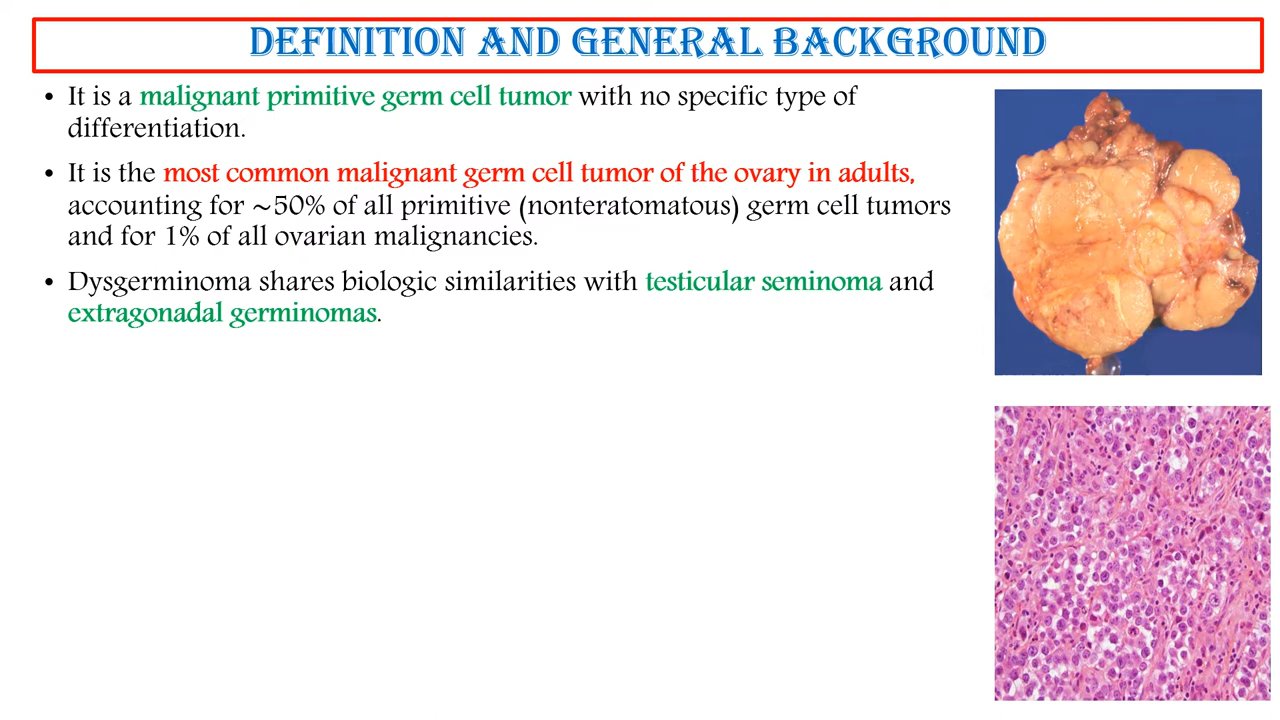 DEFINITION AND GENERAL BACKGROUND
• It is a malignant primitive germ cell tumor with no specific type of
differentiation.
• It is the most common malignant germ cell tumor of the ovary in adults,
accounting for ~50% of all primitive (nonteratomatous) germ cell tumors
and for 1% of all ovarian malignancies.
• Dysgerminoma shares biologic similarities with testicular seminoma and
extragonadal germinomas.